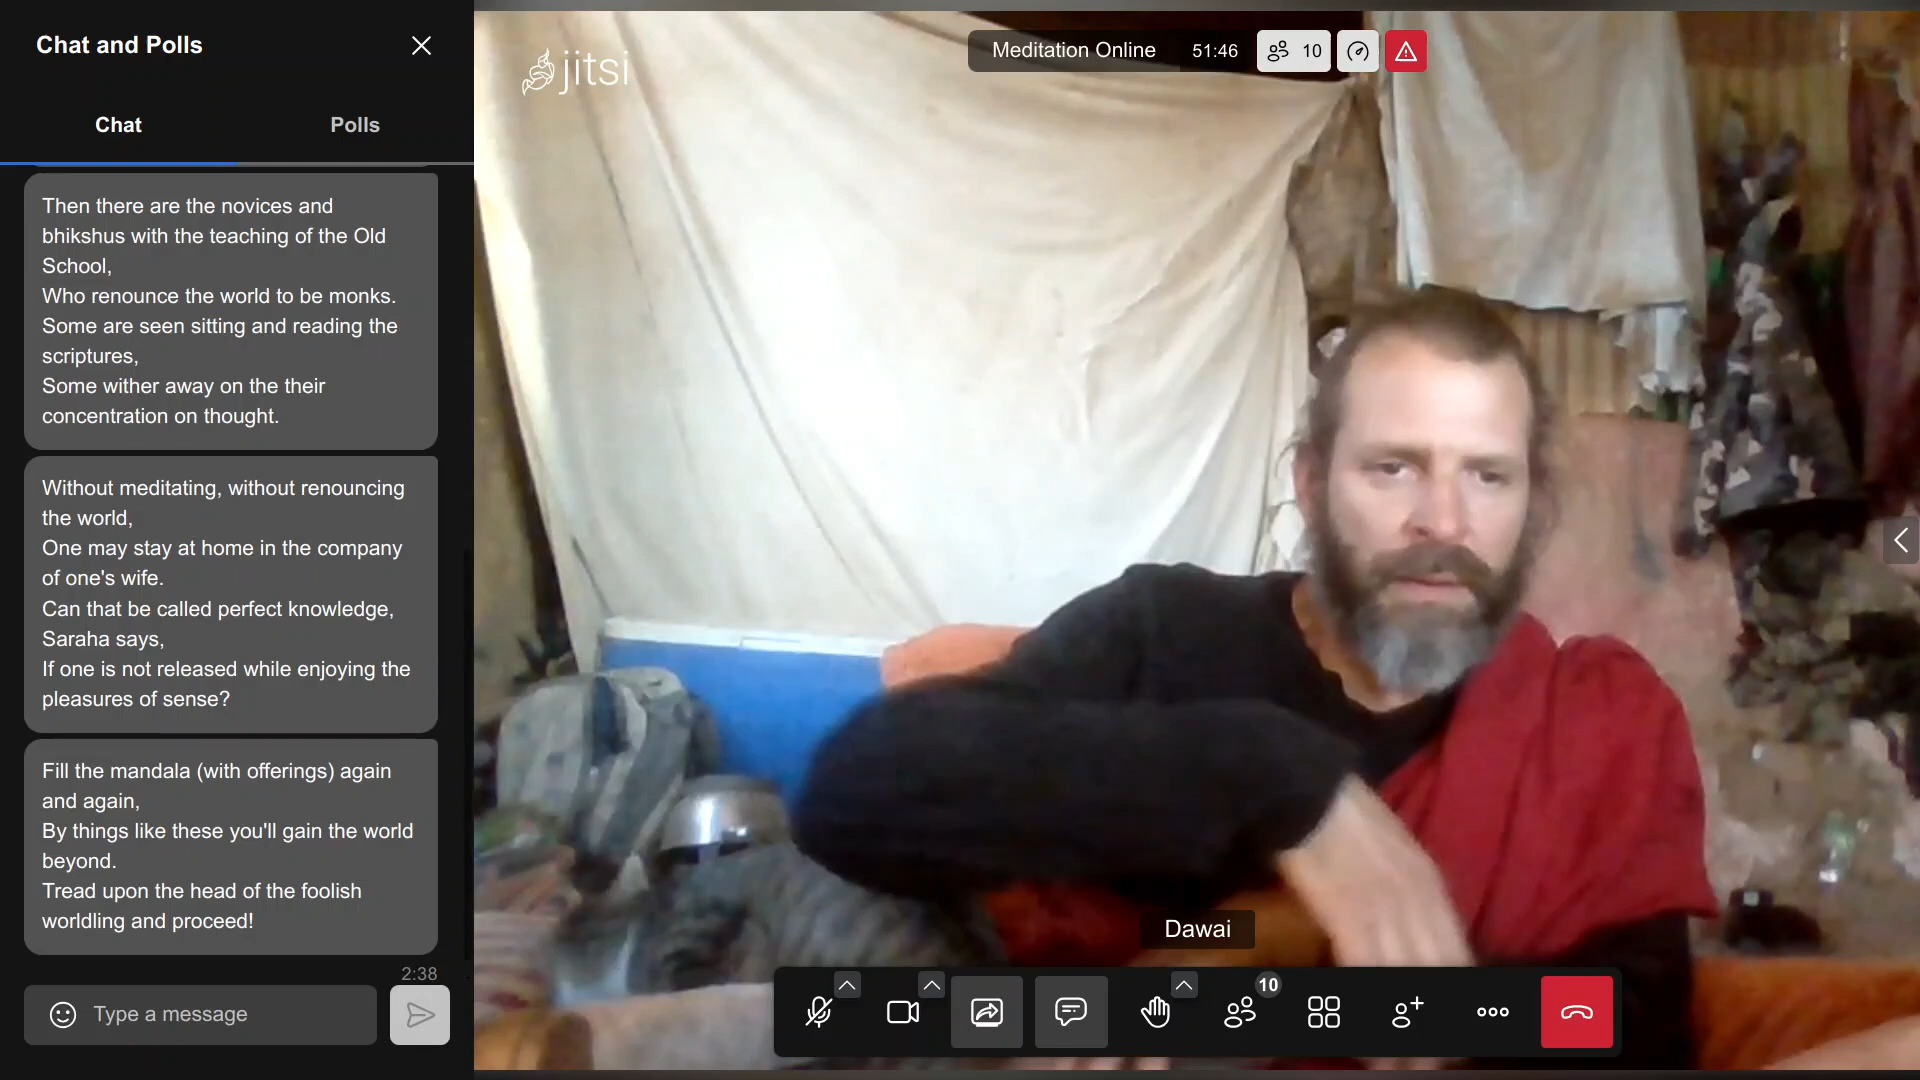 Chat and Polls
Chat
Polls
Then there are the novices and
bhikshus with the teaching of the Old
School,
Who renounce the world to be monks.
Some are seen sitting and reading the
scriptures,
Some wither away on the their
concentration on thought.
Without meditating, without renouncing
the world,
One may stay at home in the company
of one's wife.
Can that be called perfect knowledge,
Saraha says,
If one is not released while enjoying the
pleasures of sense?
Fill the mandala (with offerings) again
and again,
By things like these you'll gain the world
beyond.
Tread upon the head of the foolish
worldling and proceed!
2:38
Type a message
jitsi
Meditation Online
51:46
10
Dawai
10